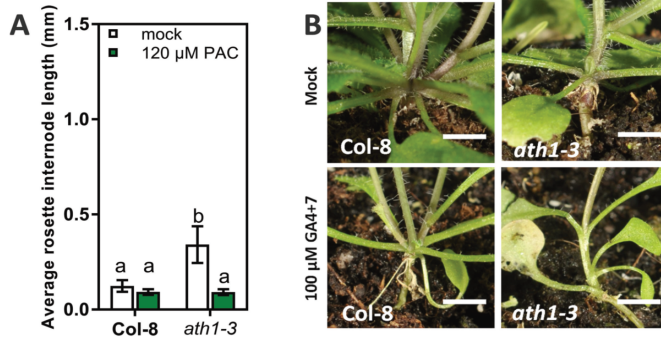 A
Average rosette internode length (mm)
1.5
1.0
0.5
0.0
mock
120 µM PAC
a
a
b
a
Col-8
ath1-3
B
Mock
Col-8
ath1-3
100 µM GA4+7
Col-8
ath1-3